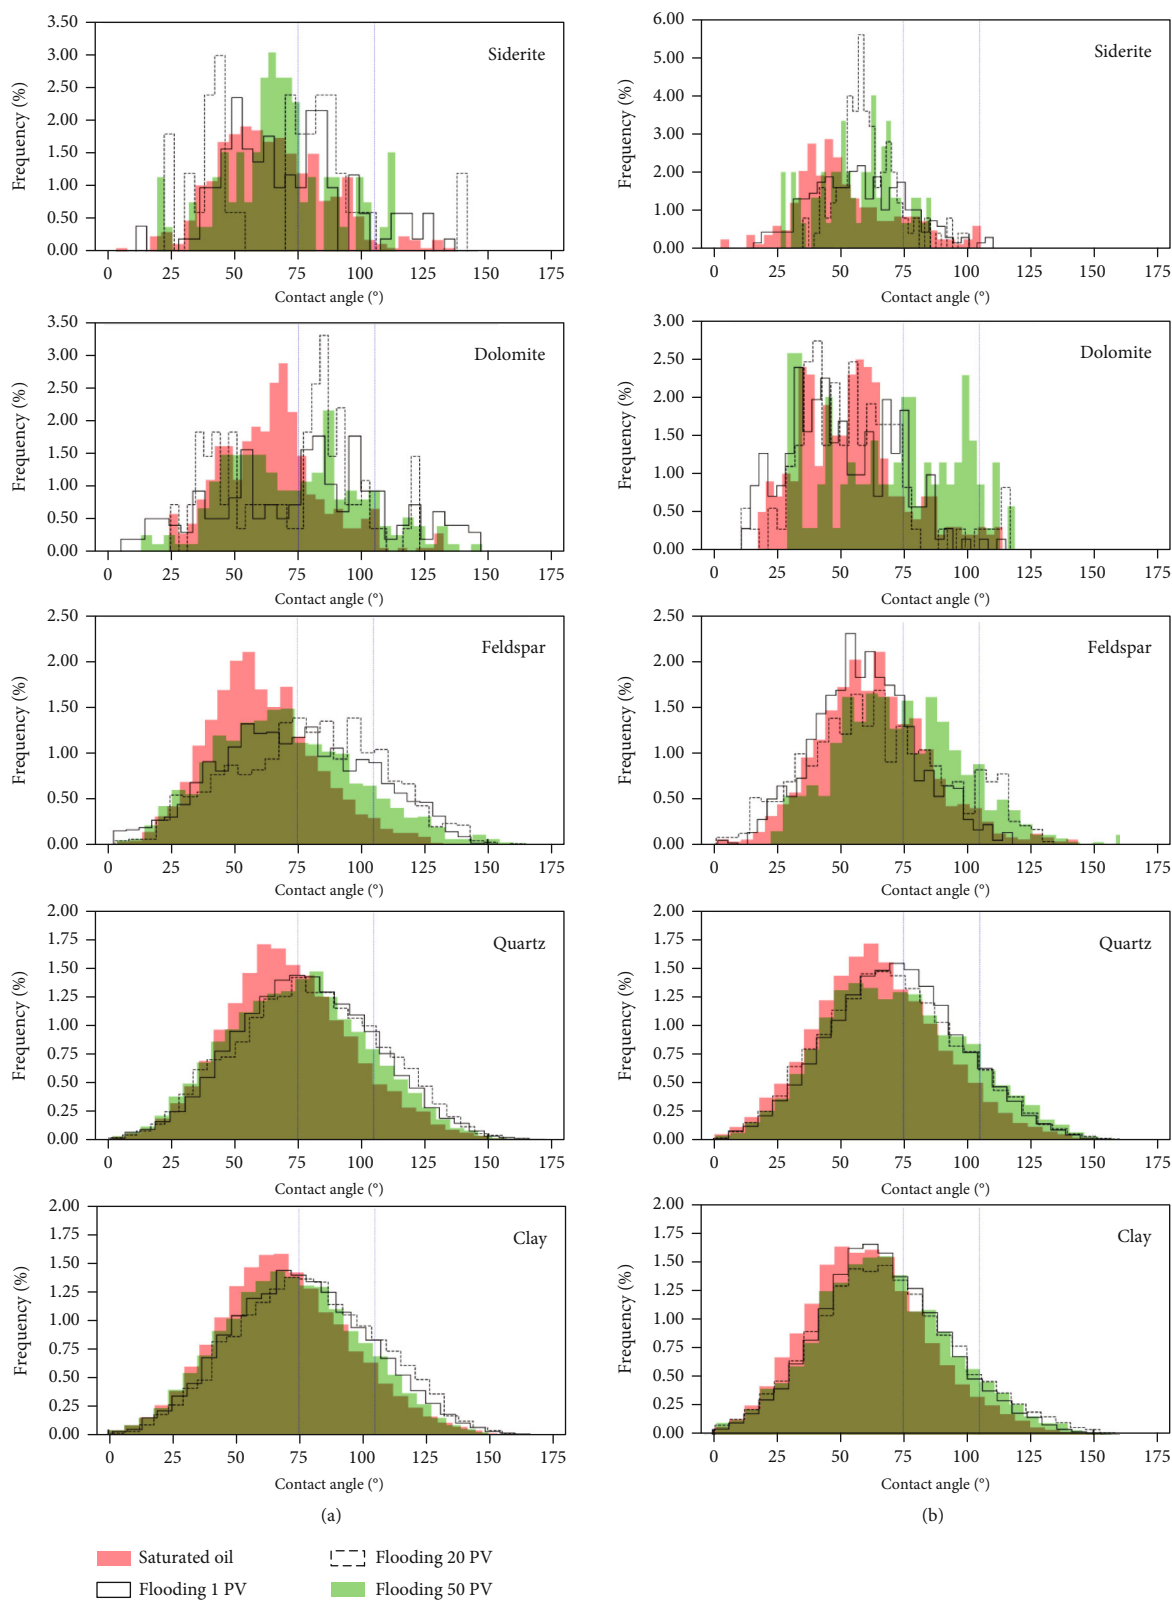 3.50
3.00
2.50
2.00
1.50
1.00
0.50
0.00
Frequency (%)
Siderite
0 25 50 75 100 125 150 175
Contact angle (°)
6.00
5.00
4.00
3.00
2.00
1.00
0.00
Frequency (%)
Siderite
0 25 50 75 100 125 150 175
Contact angle (°)
3.50
3.00
2.50
2.00
1.50
1.00
0.50
0.00
Frequency (%)
Dolomite
0 25 50 75 100 125 150 175
Contact angle (°)
3.00
2.50
2.00
1.50
1.00
0.50
0.00
Frequency (%)
Dolomite
0 25 50 75 100 125 150 175
Contact angle (°)
2.50
2.00
1.50
1.00
0.50
0.00
Frequency (%)
Feldspar
0 25 50 75 100 125 150 175
Contact angle (°)
2.50
2.00
1.50
1.00
0.50
0.00
Frequency (%)
Feldspar
0 25 50 75 100 125 150 175
Contact angle (°)
2.00
1.75
1.50
1.25
1.00
0.75
0.50
0.25
0.00
Frequency (%)
Quartz
0 25 50 75 100 125 150 175
Contact angle (°)
2.00
1.75
1.50
1.25
1.00
0.75
0.50
0.25
0.00
Frequency (%)
Quartz
0 25 50 75 100 125 150 175
Contact angle (°)
2.00
1.75
1.50
1.25
1.00
0.75
0.50
0.25
0.00
Frequency (%)
Clay
0 25 50 75 100 125 150 175
Contact angle (°)
(a)
2.00
1.75
1.50
1.25
1.00
0.75
0.50
0.25
0.00
Frequency (%)
Clay
0 25 50 75 100 125 150 175
Contact angle (°)
(b)
Saturated oil
Flooding 1 PV
Flooding 20 PV
Flooding 50 PV